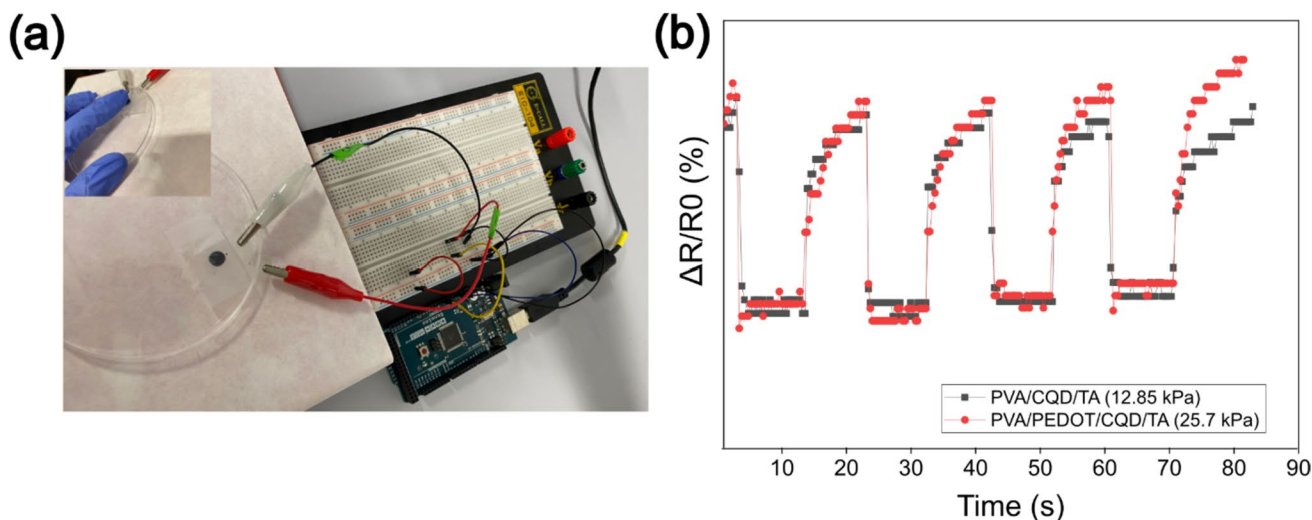 (a)
(b)
ΔR/R0 (%)
PVA/CQD/TA (12.85 kPa)
PVA/PEDOT/CQD/TA (25.7 kPa)
10 20 30 40 50 60 70 80 90
Time (s)